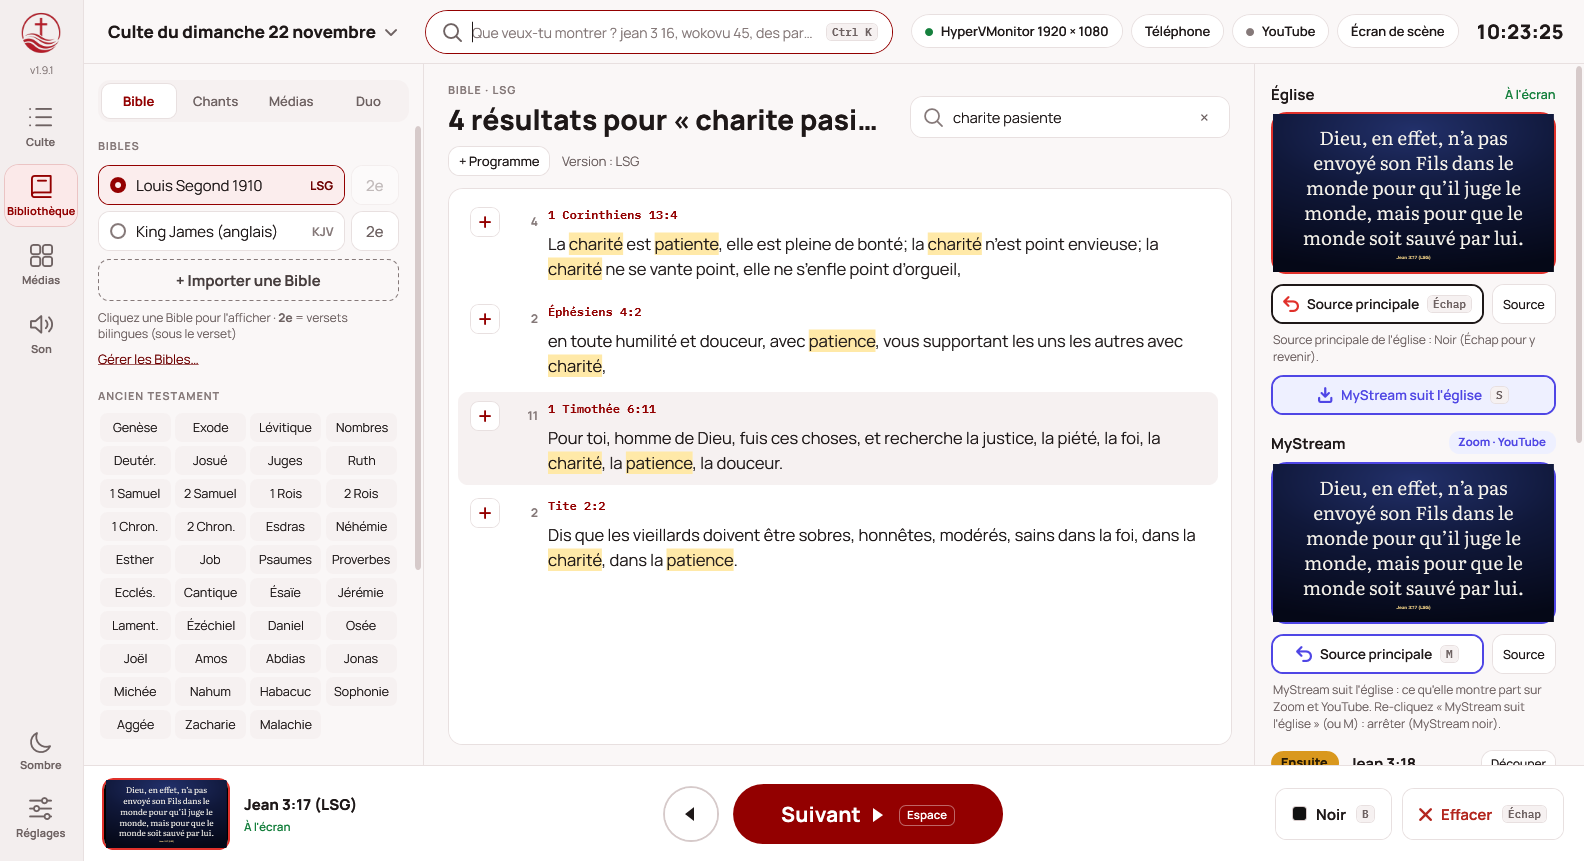 Culte du dimanche 22 novembre
Que veux-tu montrer ? jean 3 16, wokovu 45, des par... Ctrl K
HyperVMonitor 1920 × 1080
Téléphone
YouTube
Écran de scène
10:23:25
v1.9.1
Culte
Bibliothèque
Médias
Son
Sombre
Réglages
Bible
Chants
Médias
Duo
BIBLES
Louis Segond 1910 LSG
2e
King James (anglais) KJV
2e
+ Importer une Bible
Cliquez une Bible pour l'afficher · 2e = versets
bilingues (sous le verset)
Gérer les Bibles...
ANCIEN TESTAMENT
Genèse Exode Lévitique Nombres
Deutér. Josué Juges Ruth
1 Samuel 2 Samuel 1 Rois 2 Rois
1 Chron. 2 Chron. Esdras Néhémie
Esther Job Psaumes Proverbes
Ecclés. Cantique Ésaïe Jérémie
Lament. Ézéchiel Daniel Osée
Joël Amos Abdias Jonas
Michée Nahum Habacuc Sophonie
Aggée Zacharie Malachie
BIBLE · LSG
4 résultats pour « charite pasi...
charite pasiente ×
+ Programme
Version : LSG
+ 4 1 Corinthiens 13:4
La charité est patiente, elle est pleine de bonté; la charité n'est point envieuse; la
charité ne se vante point, elle ne s'enfle point d'orgueil,
+ 2 Éphésiens 4:2
en toute humilité et douceur, avec patience, vous supportant les uns les autres avec
charité,
+ 11 1 Timothée 6:11
Pour toi, homme de Dieu, fuis ces choses, et recherche la justice, la piété, la foi, la
charité, la patience, la douceur.
+ 2 Tite 2:2
Dis que les vieillards doivent être sobres, honnêtes, modérés, sains dans la foi, dans la
charité, dans la patience.
Église
À l'écran
Dieu, en effet, n'a pas
envoyé son Fils dans le
monde pour qu'il juge le
monde, mais pour que le
monde soit sauvé par lui.
Jean 3:17 (LSG)
Source principale Échap
Source
Source principale de l'église : Noir (Échap pour y
revenir).
MyStream suit l'église S
MyStream
Zoom · YouTube
Dieu, en effet, n'a pas
envoyé son Fils dans le
monde pour qu'il juge le
monde, mais pour que le
monde soit sauvé par lui.
Jean 3:17 (LSG)
Source principale M
Source
MyStream suit l'église : ce qu'elle montre part sur
Zoom et YouTube. Re-cliquez « MyStream suit
l'église » (ou M) : arrêter (MyStream noir).
Ensuite
Jean 3:18
Découper
Dieu, en effet, n'a pas
envoyé son Fils dans le
monde pour qu'il juge le
monde, mais pour que le
monde soit sauvé par lui.
Jean 3:17 (LSG)
À l'écran
Suivant Espace
Noir B
Effacer Échap